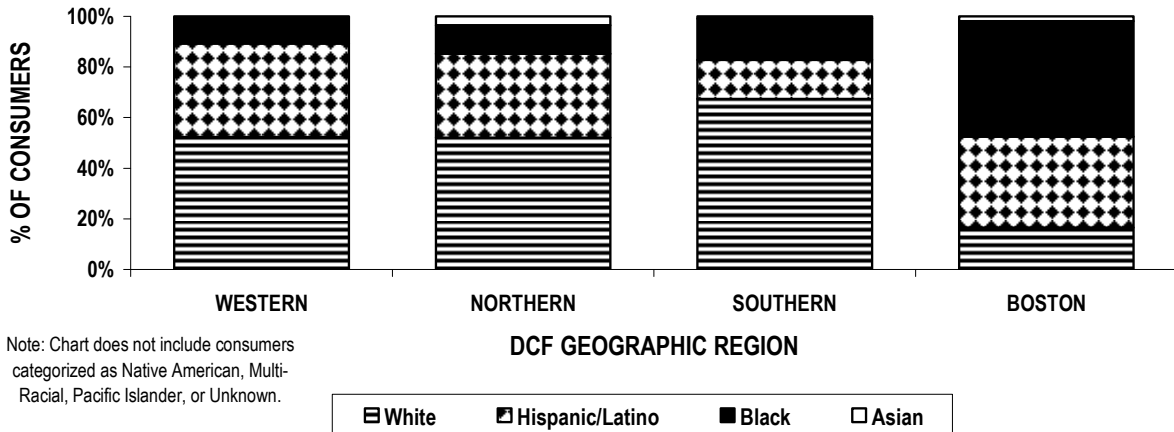 100%
80%
60%
40%
20%
0%
% OF CONSUMERS
WESTERN
NORTHERN
SOUTHERN
BOSTON
DCF GEOGRAPHIC REGION
Note: Chart does not include consumers
categorized as Native American, Multi-
Racial, Pacific Islander, or Unknown.
White
Hispanic/Latino
Black
Asian